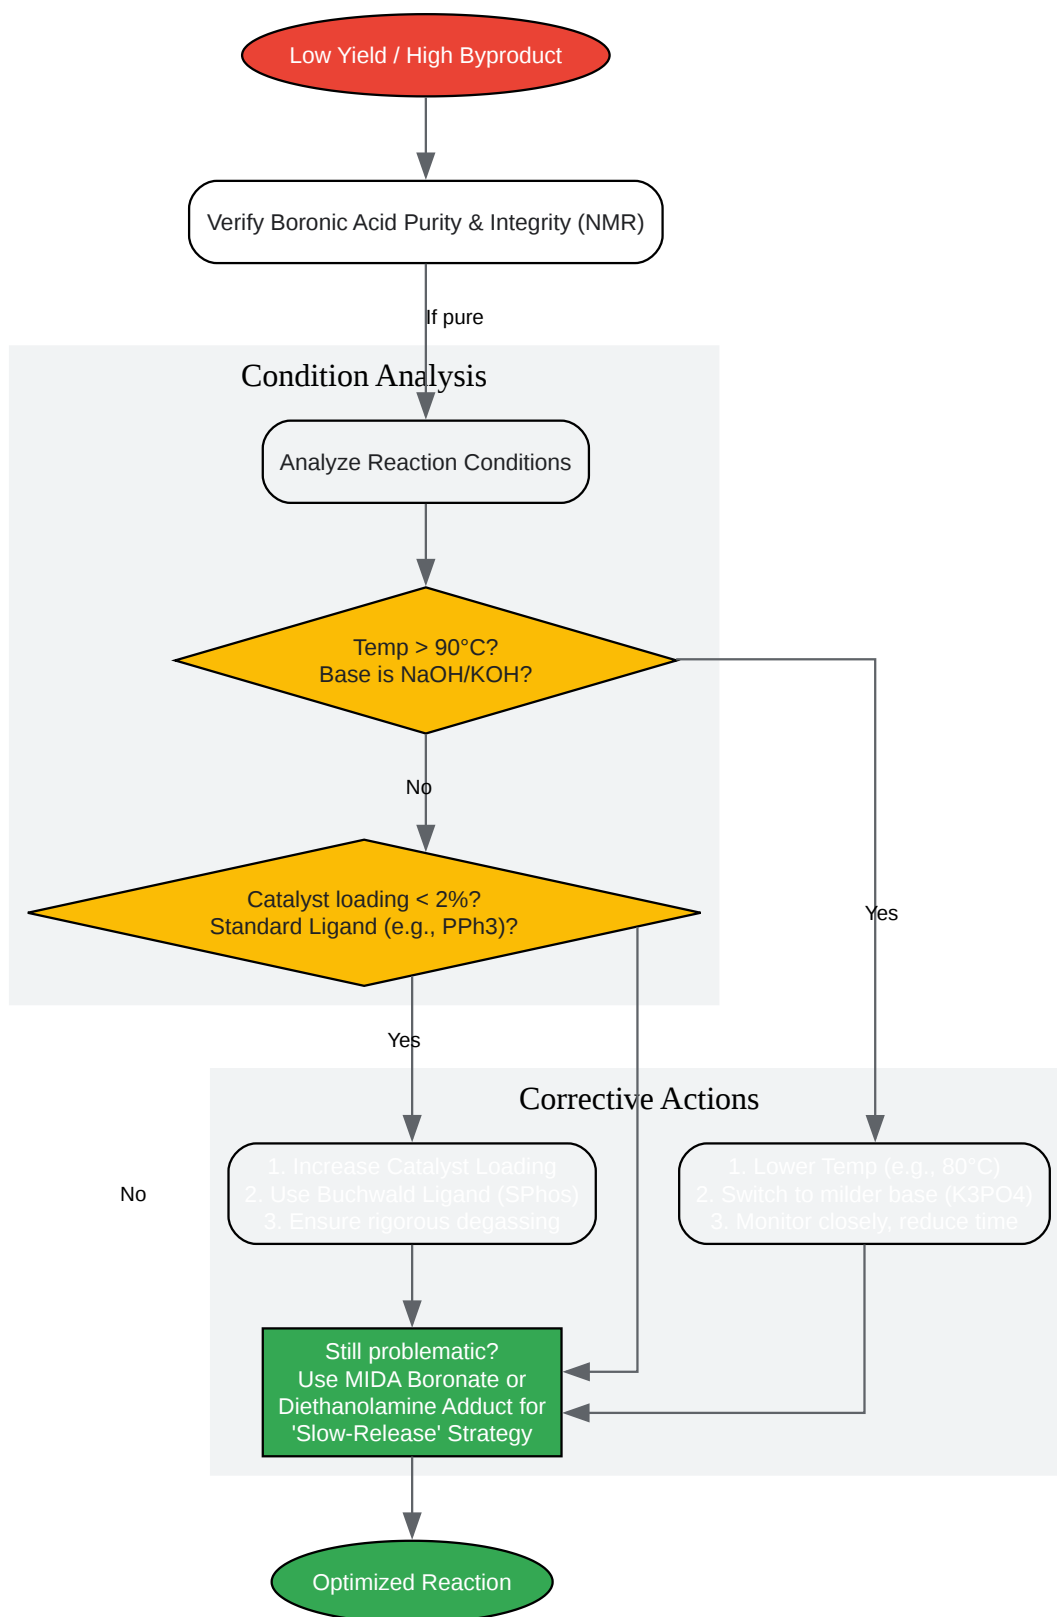 Low Yield / High Byproduct
Verify Boronic Acid Purity & Integrity (NMR)
If pure
Condition Analysis
Analyze Reaction Conditions
Temp > 90°C?
Base is NaOH/KOH?
No
Catalyst loading < 2%?
Standard Ligand (e.g., PPh3)?
Yes
Yes
Corrective Actions
1. Increase Catalyst Loading
2. Use Buchwald Ligand (SPhos)
3. Ensure rigorous degassing
1. Lower Temp (e.g., 80°C)
2. Switch to milder base (K3PO4)
3. Monitor closely, reduce time
No
Still problematic?
Use MIDA Boronate or
Diethanolamine Adduct for
'Slow-Release' Strategy
Optimized Reaction